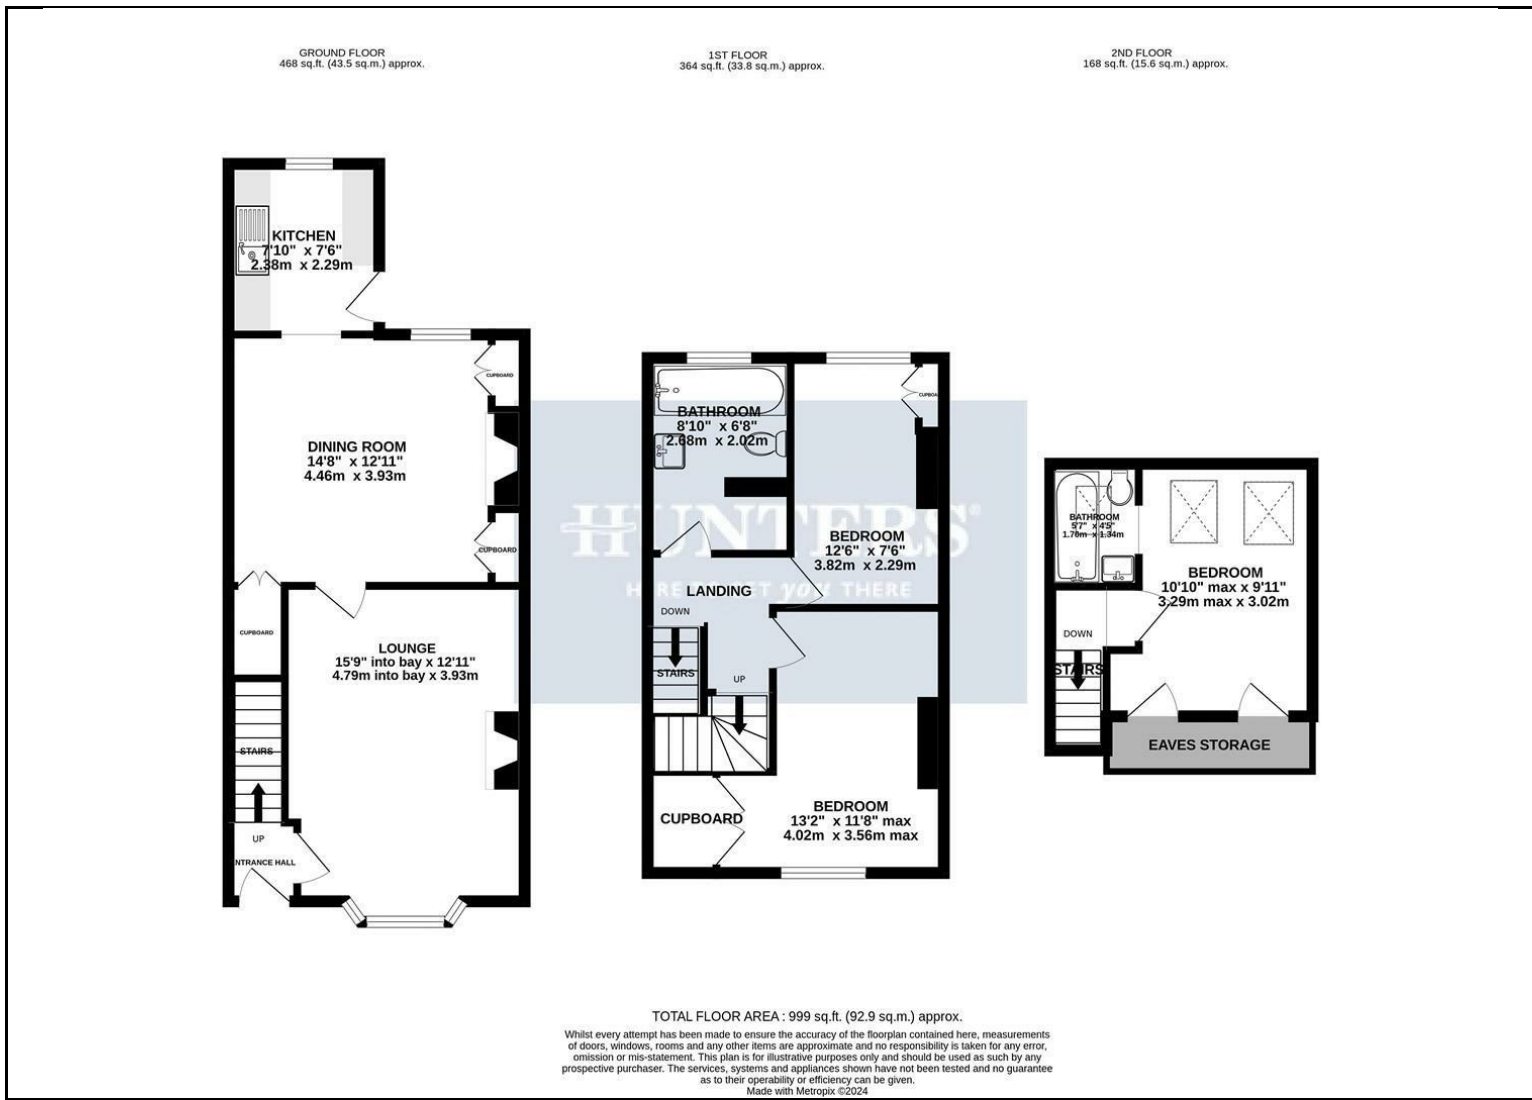 GROUND FLOOR
468 sq.ft. (43.5 sq.m.) approx.
1ST FLOOR
364 sq.ft. (33.8 sq.m.) approx.
2ND FLOOR
168 sq.ft. (15.6 sq.m.) approx.
KITCHEN
7'10" x 7'6"
2.38m x 2.29m
CUPBOARD
DINING ROOM
14'8" x 12'11"
4.46m x 3.93m
CUPBOARD
CUPBOARD
LOUNGE
15'9" into bay x 12'11"
4.79m into bay x 3.93m
STAIRS
UP
ENTRANCE HALL
BATHROOM
8'10" x 6'8"
2.68m x 2.02m
CUPBOA
BEDROOM
12'6" x 7'6"
3.82m x 2.29m
HUNTERS®
HERE TO GET you THERE
LANDING
DOWN
STAIRS
UP
CUPBOARD
BEDROOM
13'2" x 11'8" max
4.02m x 3.56m max
BATHROOM
5'7" x 4'5"
1.70m x 1.34m
BEDROOM
10'10" max x 9'11"
3.29m max x 3.02m
DOWN
STAIRS
EAVES STORAGE
TOTAL FLOOR AREA : 999 sq.ft. (92.9 sq.m.) approx.
Whilst every attempt has been made to ensure the accuracy of the floorplan contained here, measurements
of doors, windows, rooms and any other items are approximate and no responsibility is taken for any error,
omission or mis-statement. This plan is for illustrative purposes only and should be used as such by any
prospective purchaser. The services, systems and appliances shown have not been tested and no guarantee
as to their operability or efficiency can be given.
Made with Metropix ©2024